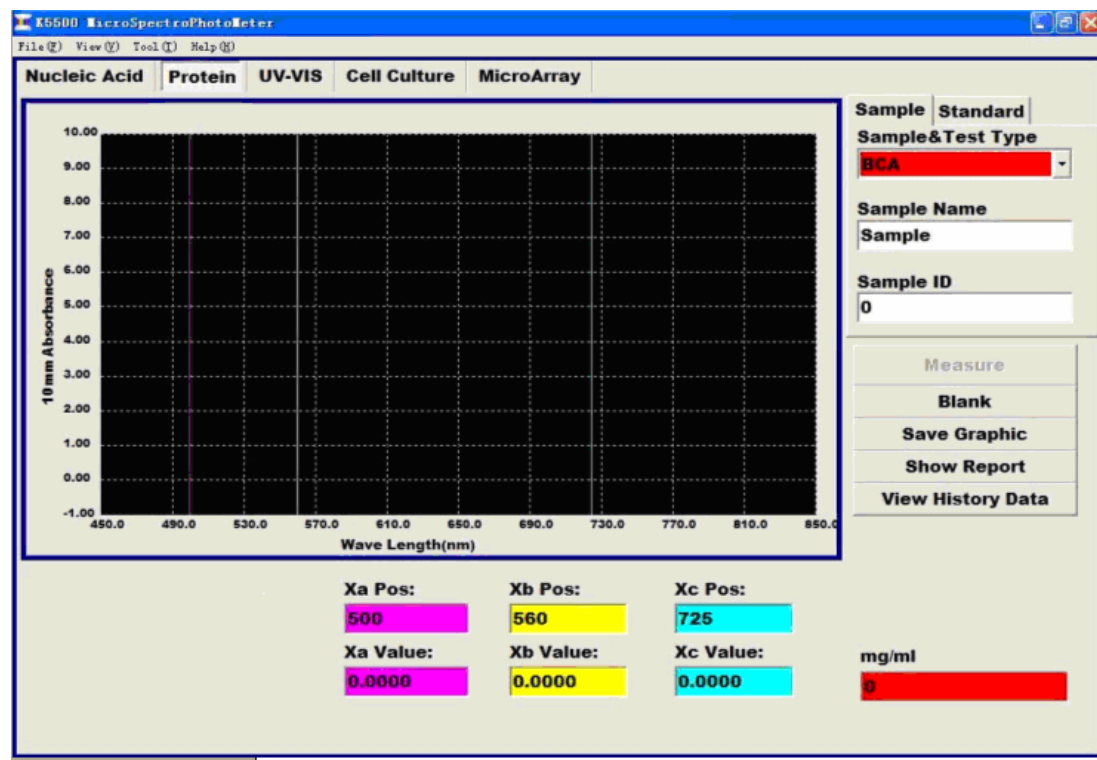 K5500 MicroSpectroPhotoMeter
File(F) View(V) Tool(T) Help(H)
Nucleic Acid Protein UV-VIS Cell Culture MicroArray
Sample Standard
Sample&Test Type
BCA
Sample Name
Sample
Sample ID
0
Measure
Blank
Save Graphic
Show Report
View History Data
10.00
9.00
8.00
7.00
6.00
5.00
4.00
3.00
2.00
1.00
0.00
-1.00
10mm Absorbance
450.0 490.0 530.0 570.0 610.0 650.0 690.0 730.0 770.0 810.0 850.0
Wave Length(nm)
Xa Pos: Xb Pos: Xc Pos:
500 560 725
Xa Value: Xb Value: Xc Value:
0.0000 0.0000 0.0000
mg/ml
0